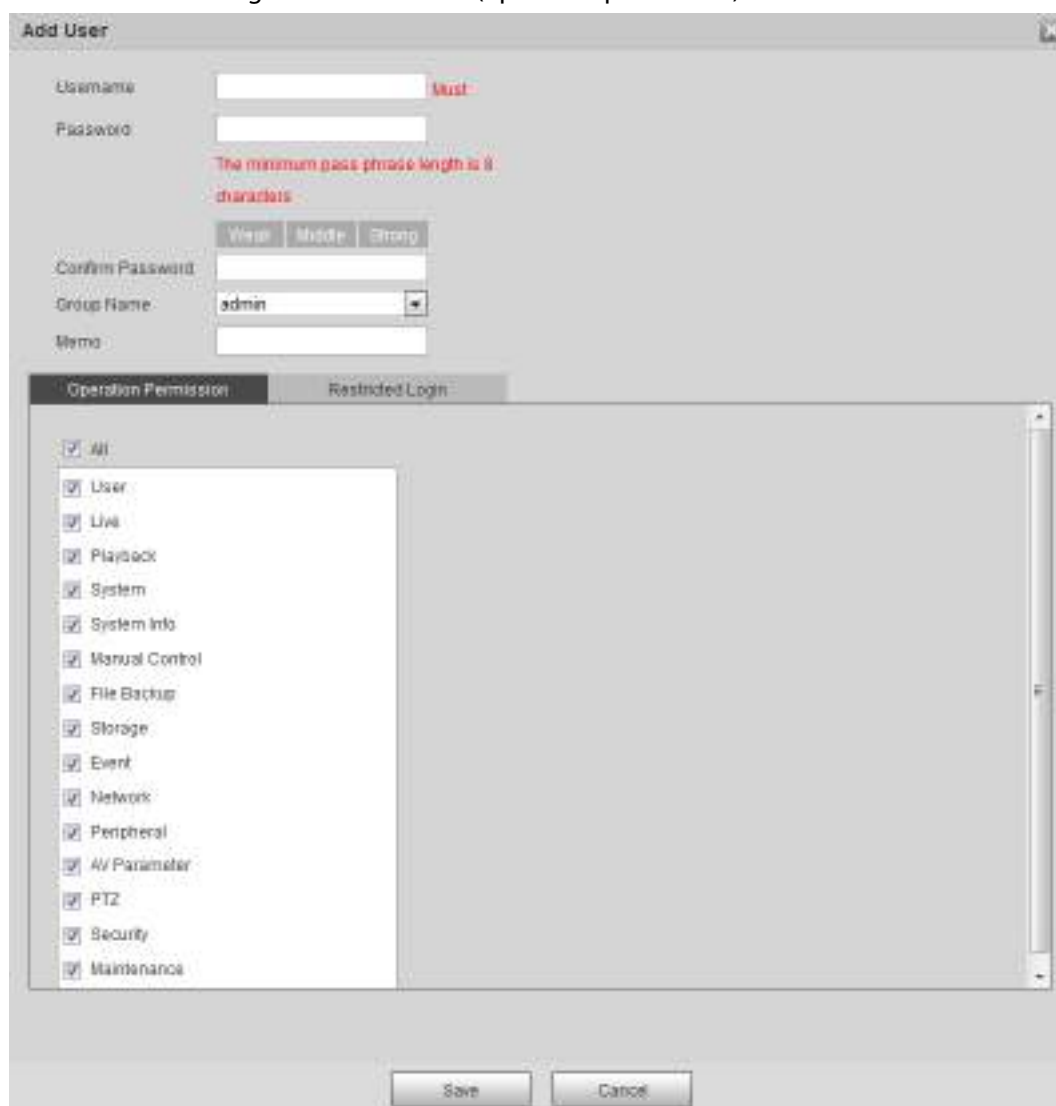 Add User
Username Must
Password
The minimum pass phrase length is 8
characters
Weak Middle Strong
Confirm Password
Group Name admin
Memo
Operation Permission Restricted Login
All
User
Live
Playback
System
System Info
Manual Control
File Backup
Storage
Event
Network
Peripheral
AV Parameter
PTZ
Security
Maintenance
Save Cancel